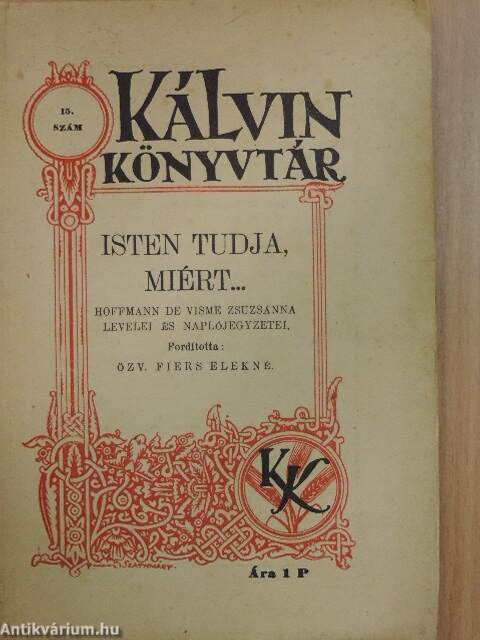 15.
SZÁM
KÁLVIN
KÖNYVTÁR
ISTEN TUDJA,
MIÉRT...
HOFFMANN DE VISME ZSUZSÁNNA
LEVELEI ÉS NAPLÓJEGYZETEI.
Fordította:
ÖZV. FIERS ELEKNÉ.
KK
Ára 1 P
Antikvárium.hu